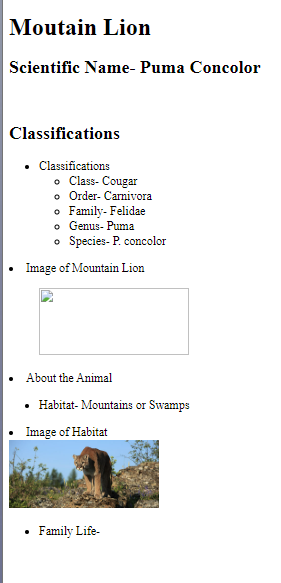 Moutain Lion
Scientific Name- Puma Concolor
Classifications
Classifications
Class- Cougar
Order- Carnivora
Family- Felidae
Genus- Puma
Species- P. concolor
Image of Mountain Lion
About the Animal
Habitat- Mountains or Swamps
Image of Habitat
Family Life-